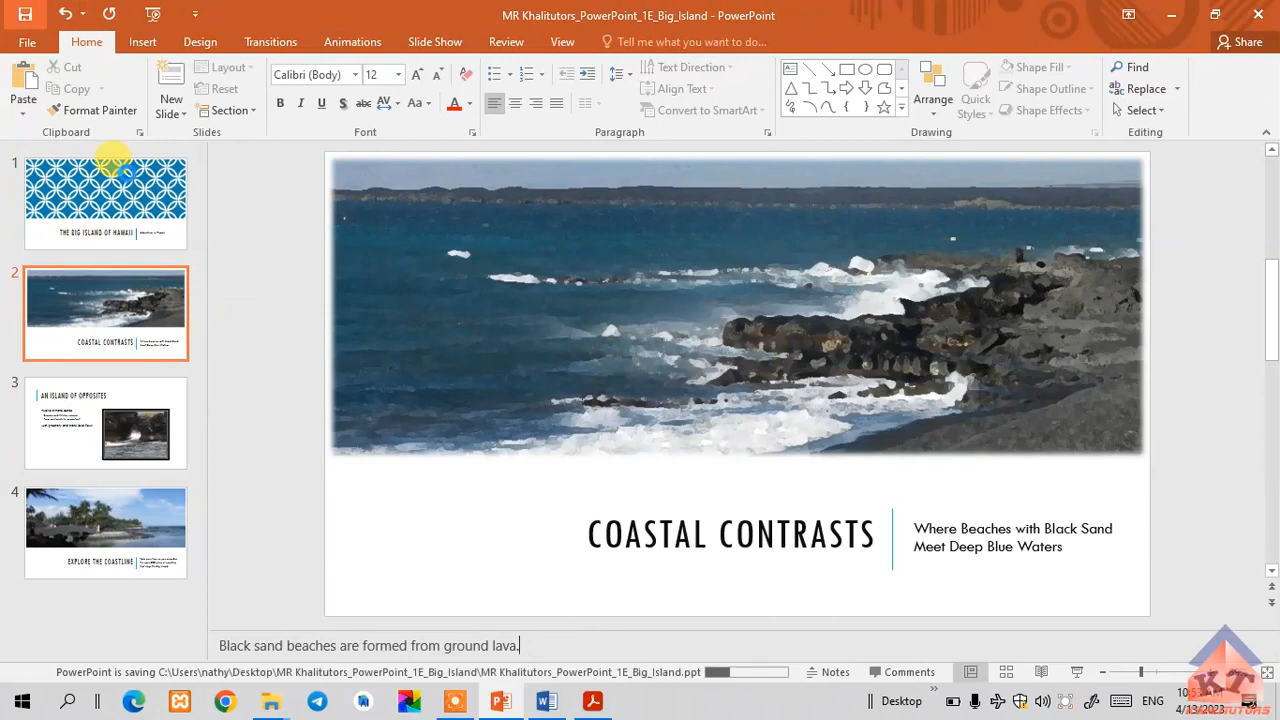 MR Khalitutors_PowerPoint_1E_Big_Island - PowerPoint
File Home Insert Design Transitions Animations Slide Show Review View Tell me what you want to do... Share
Paste
Cut
Copy
Format Painter
Clipboard
New Slide
Layout
Reset
Section
Slides
Calibri (Body) 12
Font
Text Direction
Align Text
Convert to SmartArt
Paragraph
Arrange
Quick Styles
Shape Fill
Shape Outline
Shape Effects
Drawing
Find
Replace
Select
Editing
1
THE BIG ISLAND OF HAWAII
2
COASTAL CONTRASTS
3
AN ISLAND OF OPPOSITES
4
EXPLORE THE COASTLINE
COASTAL CONTRASTS
Where Beaches with Black Sand
Meet Deep Blue Waters
Black sand beaches are formed from ground lava.
PowerPoint is saving C:\Users\nathy\Desktop\MR Khalitutors_PowerPoint_1E_Big_Island\MR Khalitutors_PowerPoint_1E_Big_Island.ppt
Notes Comments
Desktop
ENG
4/13/2023
KT